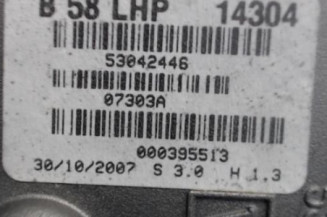 B 58 LHP 14304
53042446
07303A
000395513
30/10/2007 S 3.0 H 1.3